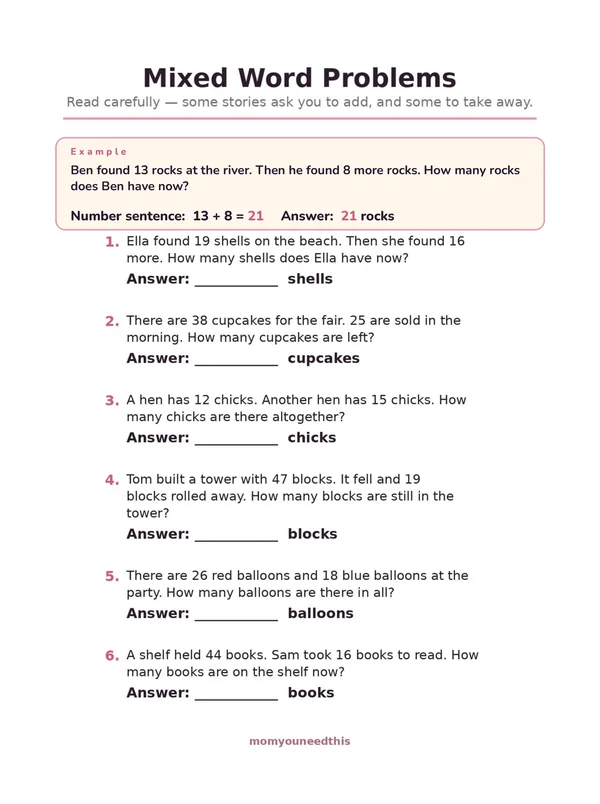 Mixed Word Problems
Read carefully — some stories ask you to add, and some to take away.
Example
Ben found 13 rocks at the river. Then he found 8 more rocks. How many rocks
does Ben have now?
Number sentence: 13 + 8 = 21 Answer: 21 rocks
1. Ella found 19 shells on the beach. Then she found 16
more. How many shells does Ella have now?
Answer: ___________ shells
2. There are 38 cupcakes for the fair. 25 are sold in the
morning. How many cupcakes are left?
Answer: ___________ cupcakes
3. A hen has 12 chicks. Another hen has 15 chicks. How
many chicks are there altogether?
Answer: ___________ chicks
4. Tom built a tower with 47 blocks. It fell and 19
blocks rolled away. How many blocks are still in the
tower?
Answer: ___________ blocks
5. There are 26 red balloons and 18 blue balloons at the
party. How many balloons are there in all?
Answer: ___________ balloons
6. A shelf held 44 books. Sam took 16 books to read. How
many books are on the shelf now?
Answer: ___________ books
momyouneedthis